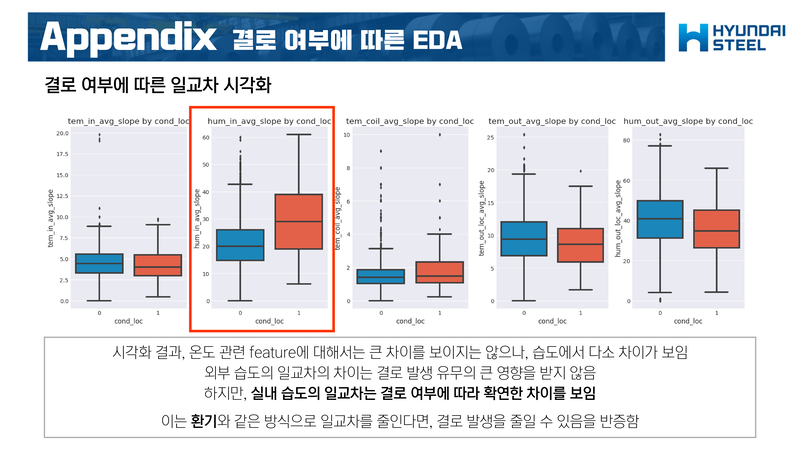 Appendix 결로 여부에 따른 EDA
HYUNDAI
STEEL
결로 여부에 따른 일교차 시각화
tem_in_avg_slope by cond_loc
hum_in_avg_slope by cond_loc
tem_coil_avg_slope by cond_loc
tem_out_avg_slope by cond_loc
hum_out_avg_slope by cond_loc
tem_in_avg_slope
20.0
17.5
15.0
12.5
10.0
7.5
5.0
2.5
0.0
0 1
cond_loc
hum_in_avg_slope
60
50
40
30
20
10
0
0 1
cond_loc
tem_coil_avg_slope
10
8
6
4
2
0
0 1
cond_loc
tem_out_loc_avg_slope
25
20
15
10
5
0
0 1
cond_loc
hum_out_loc_avg_slope
80
60
40
20
0
0 1
cond_loc
시각화 결과, 온도 관련 feature에 대해서는 큰 차이를 보이지는 않으나, 습도에서 다소 차이가 보임
외부 습도의 일교차의 차이는 결로 발생 유무의 큰 영향을 받지 않음
하지만, 실내 습도의 일교차는 결로 여부에 따라 확연한 차이를 보임
이는 환기와 같은 방식으로 일교차를 줄인다면, 결로 발생을 줄일 수 있음을 반증함